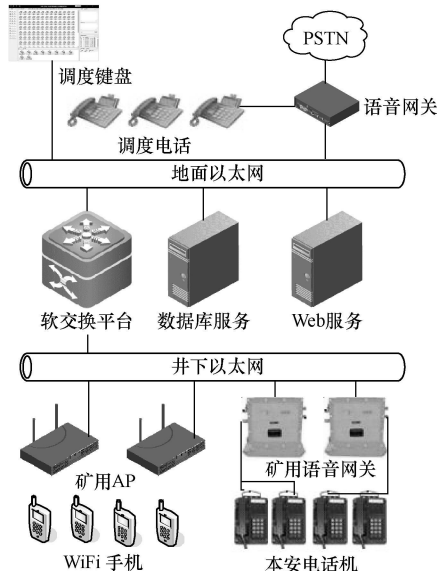 PSTN
调度键盘
语音网关
调度电话
地面以太网
软交换平台
数据库服务
Web服务
井下以太网
矿用AP
矿用语音网关
WiFi 手机
本安电话机